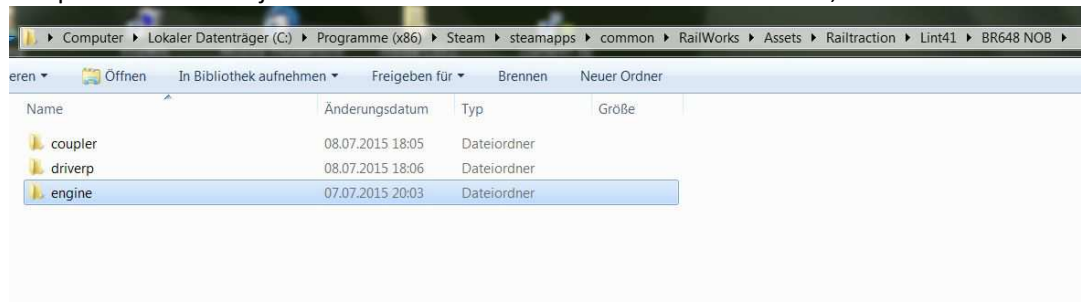 Computer ▸ Lokaler Datenträger (C:) ▸ Programme (x86) ▸ Steam ▸ steamapps ▸ common ▸ RailWorks ▸ Assets ▸ Railtraction ▸ Lint41 ▸ BR648 NOB ▸
eren Öffnen In Bibliothek aufnehmen Freigeben für Brennen Neuer Ordner
Name Änderungsdatum Typ Größe
coupler 08.07.2015 18:05 Dateiordner
driverp 08.07.2015 18:06 Dateiordner
engine 07.07.2015 20:03 Dateiordner